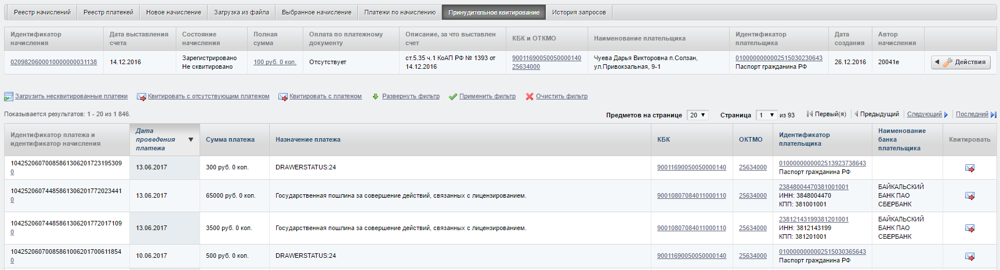 Реестр начислений Реестр платежей Новое начисление Загрузка из файла Выбранное начисление Платежи по начислению Принудительное квитирование История запросов
Идентификатор начисления
Дата выставления счета
Состояние начисления
Полная сумма
Оплата по платежному документу
Описание, за что выставлен счет
КБК и ОТКМО
Наименование плательщика
Идентификатор плательщика
Дата создания
Автор начисления
0209820600010000000031138
14.12.2016
Зарегистрировано
Не сквитировано
100 руб. 0 коп.
Отсутствует
ст.5.35 ч.1 КоАП РФ № 1393 от
14.12.2016
90011690050050000140
25634000
Чуева Дарья Викторовна п.Солзан,
ул.Привокзальная, 9-1
0100000000002515030230643
Паспорт гражданина РФ
26.12.2016
20041e
Действия
Загрузить несквитированные платежи Квитировать с отсутствующим платежом Квитировать с платежом Развернуть фильтр Применить фильтр Очистить фильтр
Показывается результатов: 1 - 20 из 1 846.
Предметов на странице 20 Страница 1 из 93 Первый(я) Предыдущий Следующий Последний
Идентификатор платежа и
идентификатор начисления
Дата
проведения
платежа
Сумма платежа
Назначение платежа
КБК
ОКТМО
Идентификатор
плательщика
Наименование
банка
плательщика
Квитировать
10425206070085861306201723195309
0
13.06.2017
300 руб. 0 коп.
DRAWERSTATUS:24
90011690050050000140
25634000
0100000000002513923738643
Паспорт гражданина РФ
10425206074485861306201772023441
0
13.06.2017
65000 руб. 0 коп.
Государственная пошлина за совершение действий, связанных с лицензированием.
90010807084011000110
25634000
23848004470381001001
ИНН: 3848004470
КПП: 381001001
БАЙКАЛЬСКИЙ
БАНК ПАО
СБЕРБАНК
10425206074485861306201772017109
0
13.06.2017
3500 руб. 0 коп.
Государственная пошлина за совершение действий, связанных с лицензированием.
90010807084011000110
25634000
23812143199381201001
ИНН: 3812143199
КПП: 381201001
БАЙКАЛЬСКИЙ
БАНК ПАО
СБЕРБАНК
10425206070085861006201700611854
0
10.06.2017
500 руб. 0 коп.
DRAWERSTATUS:24
90011690050050000140
25634000
0100000000002515030365643
Паспорт гражданина РФ